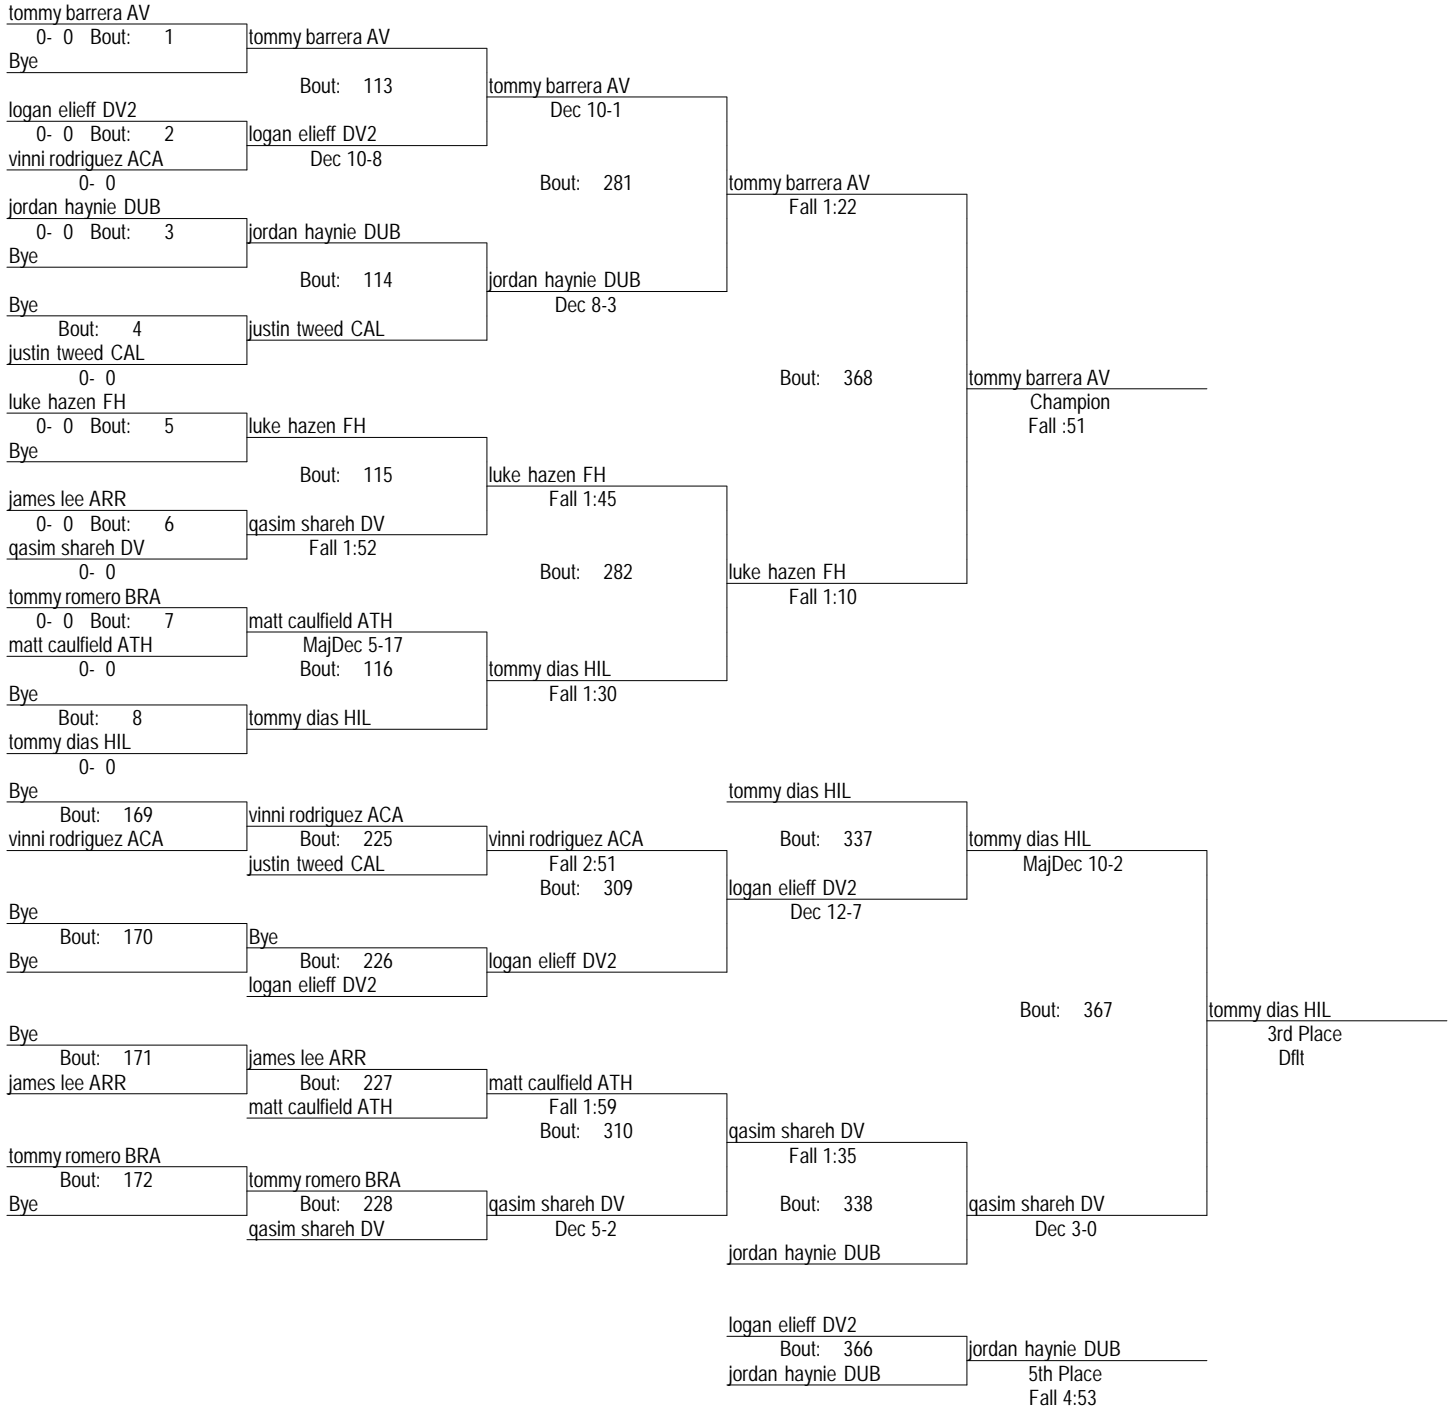 tommy barrera AV
0- 0 Bout: 1 tommy barrera AV
Bye
Bout: 113 tommy barrera AV
logan elieff DV2 Dec 10-1
0- 0 Bout: 2 logan elieff DV2
vinni rodriguez ACA Dec 10-8
0- 0 Bout: 281 tommy barrera AV
jordan haynie DUB Fall 1:22
0- 0 Bout: 3 jordan haynie DUB
Bye
Bout: 114 jordan haynie DUB
Bye Dec 8-3
Bout: 4 justin tweed CAL
justin tweed CAL
0- 0 Bout: 368 tommy barrera AV
luke hazen FH Champion
0- 0 Bout: 5 luke hazen FH Fall :51
Bye
Bout: 115 luke hazen FH
james lee ARR Fall 1:45
0- 0 Bout: 6 qasim shareh DV
qasim shareh DV Fall 1:52
0- 0 Bout: 282 luke hazen FH
tommy romero BRA Fall 1:10
0- 0 Bout: 7 matt caulfield ATH
matt caulfield ATH MajDec 5-17
0- 0 Bout: 116 tommy dias HIL
Bye Fall 1:30
Bout: 8 tommy dias HIL
tommy dias HIL
0- 0
Bye tommy dias HIL
Bout: 169 vinni rodriguez ACA
vinni rodriguez ACA Bout: 225 vinni rodriguez ACA Bout: 337 tommy dias HIL
justin tweed CAL Fall 2:51 MajDec 10-2
Bout: 309 logan elieff DV2
Bye Dec 12-7
Bout: 170 Bye
Bye Bout: 226 logan elieff DV2
logan elieff DV2
Bout: 367 tommy dias HIL
Bye 3rd Place
Bout: 171 james lee ARR Dflt
james lee ARR Bout: 227 matt caulfield ATH
matt caulfield ATH Fall 1:59
Bout: 310 qasim shareh DV
tommy romero BRA Fall 1:35
Bout: 172 tommy romero BRA
Bye Bout: 228 qasim shareh DV Bout: 338 qasim shareh DV
qasim shareh DV Dec 5-2 Dec 3-0
jordan haynie DUB
logan elieff DV2
Bout: 366 jordan haynie DUB
jordan haynie DUB 5th Place
Fall 4:53